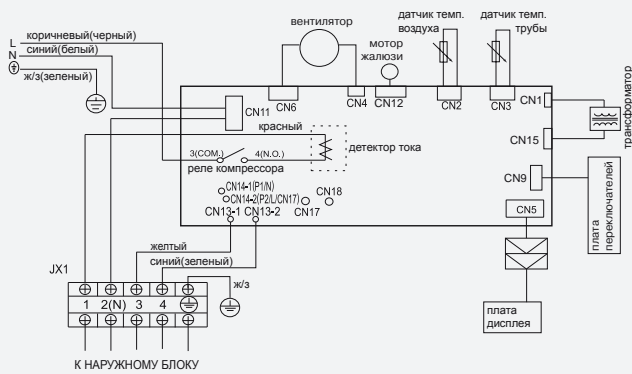 вентилятор
датчик темп.
воздуха
датчик темп.
трубы
мотор
жалюзи
L
коричневый(черный)
N
синий(белый)
ж/з(зеленый)
CN6
CN4
CN12
CN2
CN3
CN1
трансформатор
CN11
красный
CN15
детектор тока
3(COM.)
4(N.O.)
реле компрессора
CN9
плата
переключателей
CN14-1(P1/N)
CN18
CN14-2(P2/L/CN17)
CN17
CN13-1
CN13-2
CN5
желтый
синий(зеленый)
JX1
ж/з
1
2(N)
3
4
плата
дисплея
К НАРУЖНОМУ БЛОКУ